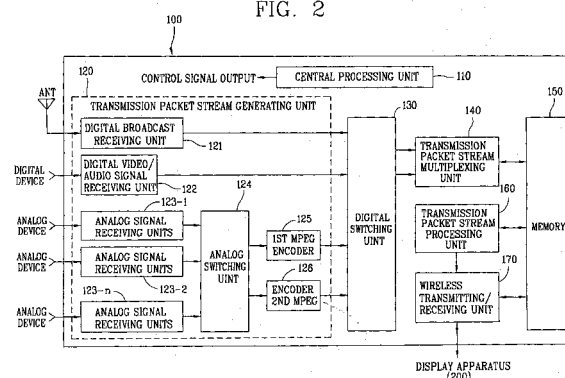 FIG. 2
100
CONTROL SIGNAL OUTPUT
CENTRAL PROCESSING UNIT
110
120
ANT
TRANSMISSION PACKET STREAM GENERATING UNIT
130
140
150
DIGITAL BROADCAST
RECEIVING UNIT
121
DIGITAL DEVICE
DIGITAL VIDEO/
AUDIO SIGNAL
RECEIVING UNIT
122
123-1
124
ANALOG
DEVICE
ANALOG SIGNAL
RECEIVING UNITS
125
1ST MPEG
ENCODER
ANALOG
SWITCHING
UINT
ANALOG
DEVICE
ANALOG SIGNAL
RECEIVING UNITS
123-2
126
ENCODER
2ND MPEG
123-n
ANALOG
DEVICE
ANALOG SIGNAL
RECEIVING UNITS
DIGITAL
SWITCHING
UINT
TRANSMISSION
PACKET STREAM
MULTIPLEXING
UNIT
160
TRANSMISSION
PACKET STREAM
PROCESSING
UNIT
170
WIRELESS
TRANSMITTING/
RECEIVING UNIT
MEMORY
DISPLAY APPARATUS
(200)